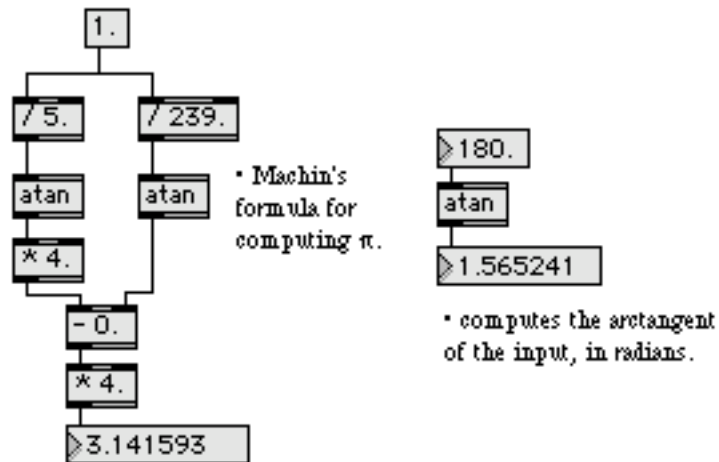 1.
/ 5.
/ 239.
atan
atan
* 4.
- 0.
* 4.
3.141593
• Machin's
formula for
computing π.
180.
atan
1.565241
• computes the arctangent
of the input, in radians.